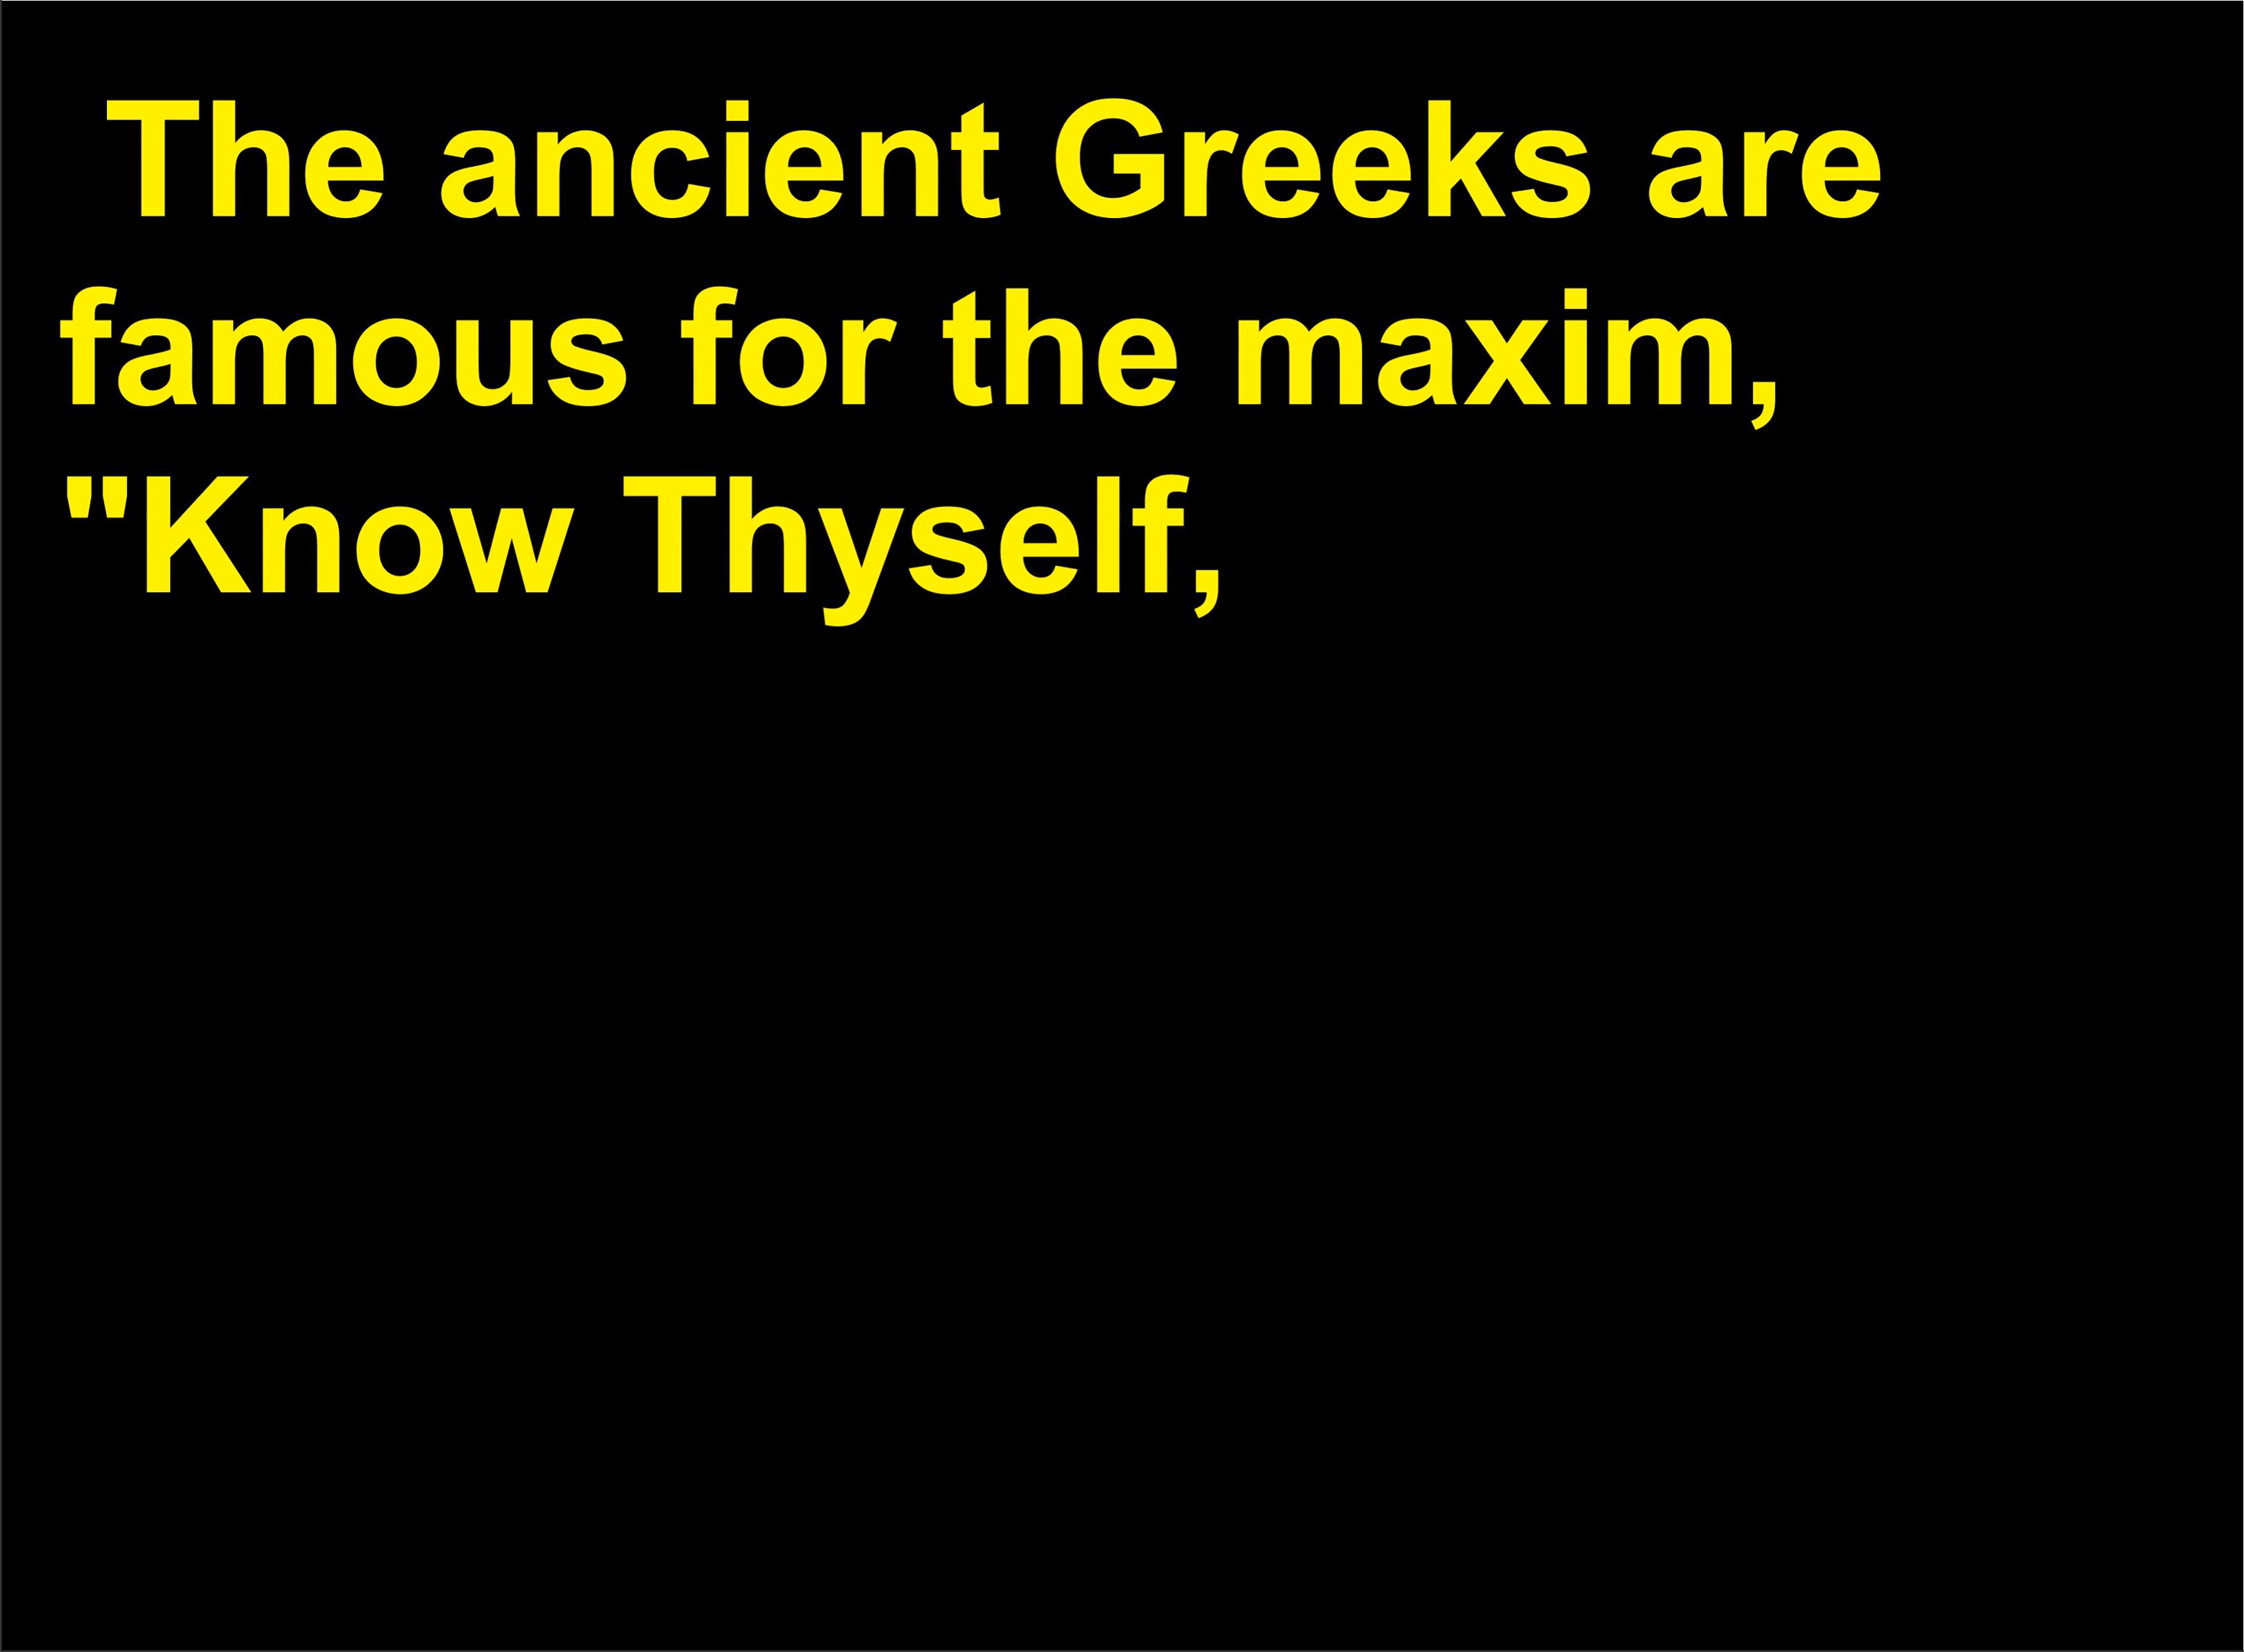 The ancient Greeks are
famous for the maxim,
"Know Thyself,